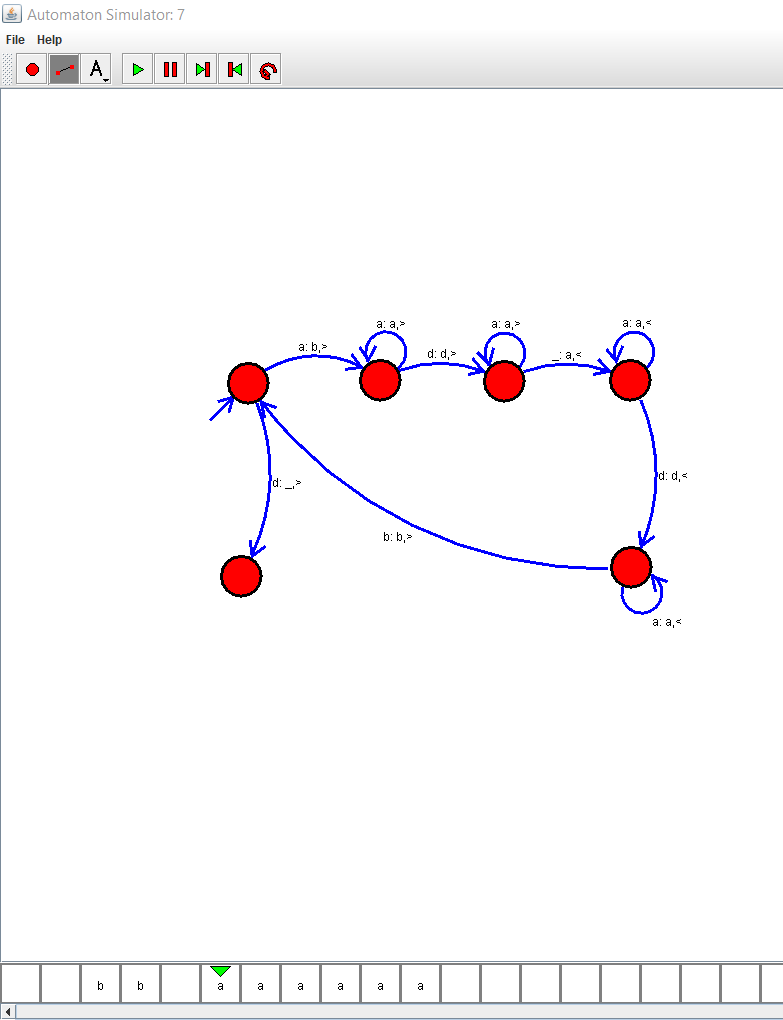 Automaton Simulator: 7
File Help
A
a: a,> a: a,> a: a,<
a: b,> d: d,> _: a,<
d: _,> d: d,<
b: b,>
a: a,<
b b a a a a a a